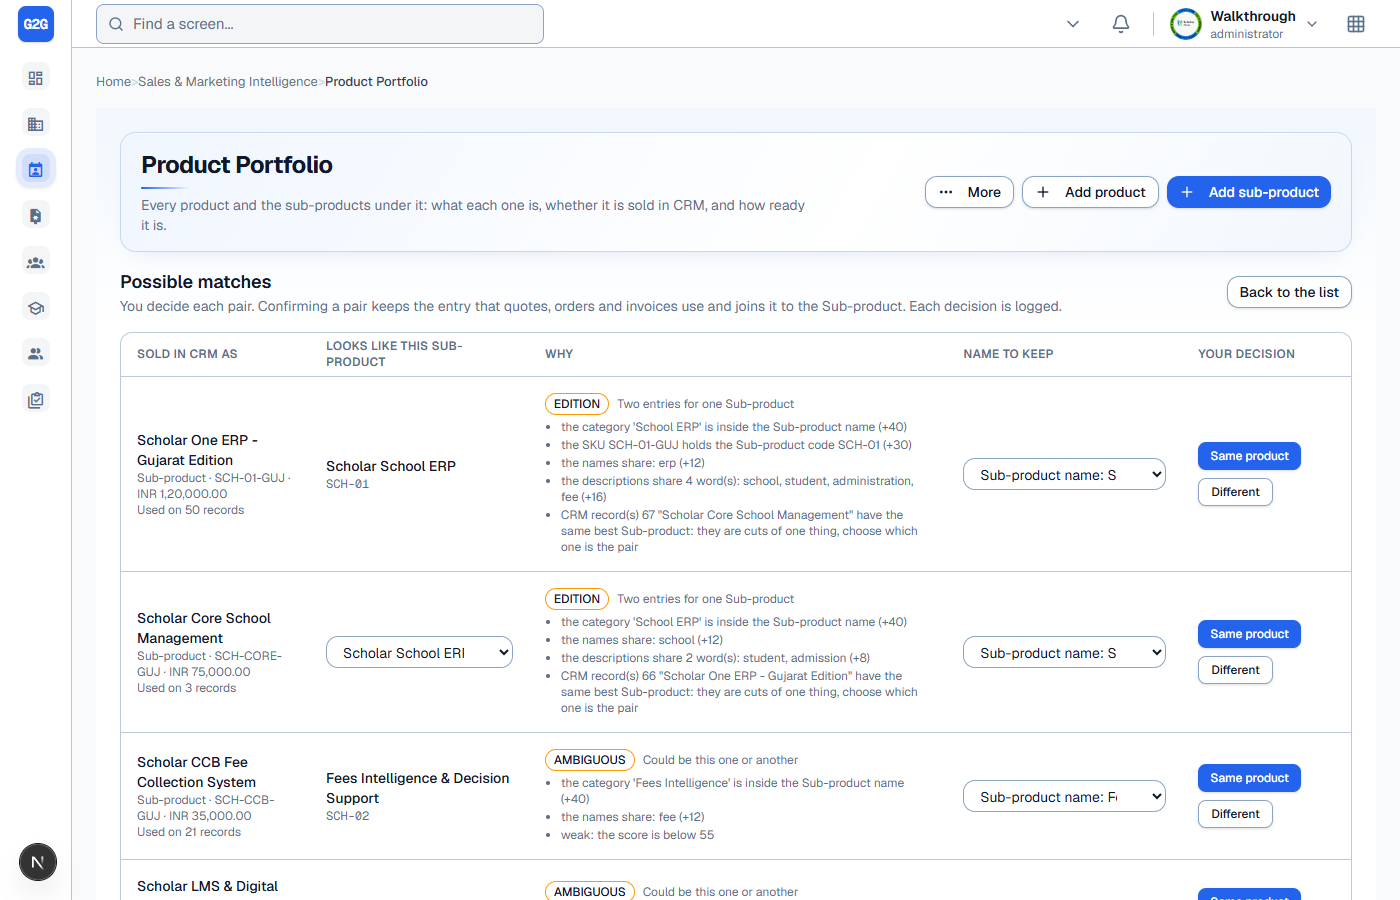 G2G
Find a screen...
Walkthrough
administrator
Home>Sales & Marketing Intelligence>Product Portfolio
Product Portfolio
Every product and the sub-products under it: what each one is, whether it is sold in CRM, and how ready
it is.
More
Add product
Add sub-product
Possible matches
You decide each pair. Confirming a pair keeps the entry that quotes, orders and invoices use and joins it to the Sub-product. Each decision is logged.
Back to the list
SOLD IN CRM AS
LOOKS LIKE THIS SUB-
PRODUCT
WHY
NAME TO KEEP
YOUR DECISION
Scholar One ERP -
Gujarat Edition
Sub-product · SCH-01-GUJ ·
INR 1,20,000.00
Used on 50 records
Scholar School ERP
SCH-01
EDITION Two entries for one Sub-product
• the category 'School ERP' is inside the Sub-product name (+40)
• the SKU SCH-01-GUJ holds the Sub-product code SCH-01 (+30)
• the names share: erp (+12)
• the descriptions share 4 word(s): school, student, administration,
fee (+16)
• CRM record(s) 67 "Scholar Core School Management" have the
same best Sub-product: they are cuts of one thing, choose which
one is the pair
Sub-product name: S
Same product
Different
Scholar Core School
Management
Sub-product · SCH-CORE-
GUJ · INR 75,000.00
Used on 3 records
Scholar School ERI
EDITION Two entries for one Sub-product
• the category 'School ERP' is inside the Sub-product name (+40)
• the names share: school (+12)
• the descriptions share 2 word(s): student, admission (+8)
• CRM record(s) 66 "Scholar One ERP - Gujarat Edition" have the
same best Sub-product: they are cuts of one thing, choose which
one is the pair
Sub-product name: S
Same product
Different
Scholar CCB Fee
Collection System
Sub-product · SCH-CCB-
GUJ · INR 35,000.00
Used on 21 records
Fees Intelligence & Decision
Support
SCH-02
AMBIGUOUS Could be this one or another
• the category 'Fees Intelligence' is inside the Sub-product name
(+40)
• the names share: fee (+12)
• weak: the score is below 55
Sub-product name: F
Same product
Different
Scholar LMS & Digital
AMBIGUOUS Could be this one or another
Same product
N